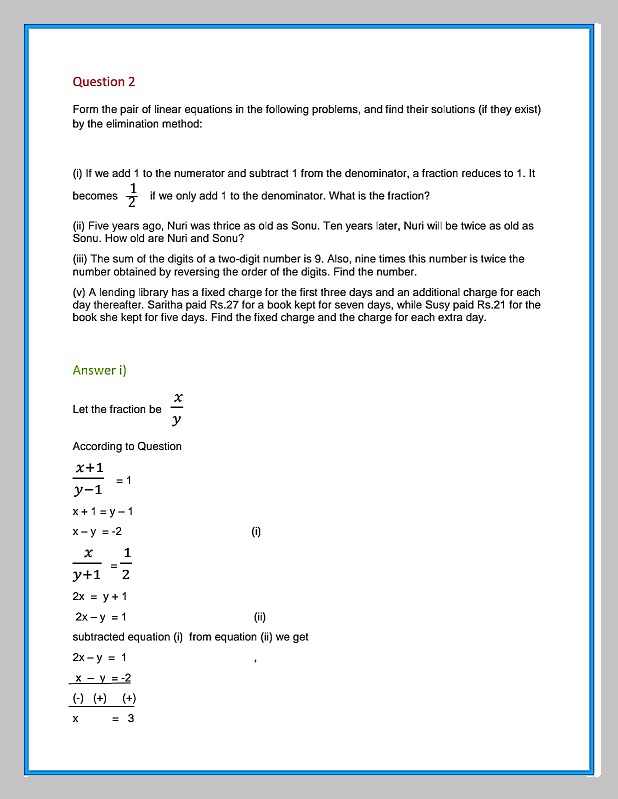 Question 2
Form the pair of linear equations in the following problems, and find their solutions (if they exist)
by the elimination method:
(i) If we add 1 to the numerator and subtract 1 from the denominator, a fraction reduces to 1. It
becomes 1/2 if we only add 1 to the denominator. What is the fraction?
(ii) Five years ago, Nuri was thrice as old as Sonu. Ten years later, Nuri will be twice as old as
Sonu. How old are Nuri and Sonu?
(iii) The sum of the digits of a two-digit number is 9. Also, nine times this number is twice the
number obtained by reversing the order of the digits. Find the number.
(v) A lending library has a fixed charge for the first three days and an additional charge for each
day thereafter. Saritha paid Rs.27 for a book kept for seven days, while Susy paid Rs.21 for the
book she kept for five days. Find the fixed charge and the charge for each extra day.
Answer i)
Let the fraction be x/y
According to Question
x+1/y−1 = 1
x + 1 = y – 1
x – y = -2 (i)
x/y+1 = 1/2
2x = y + 1
2x – y = 1 (ii)
subtracted equation (i) from equation (ii) we get
2x – y = 1 ,
x – y = -2
(-) (+) (+)
x = 3